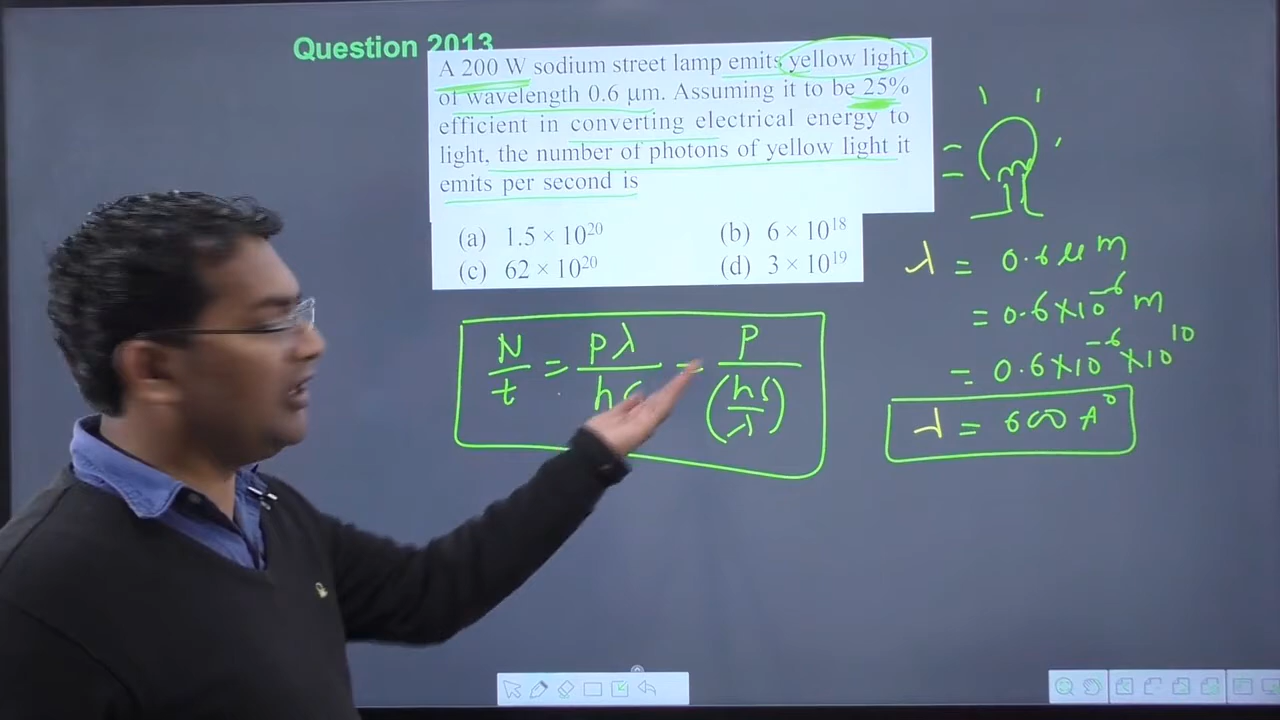 Question 2013
A 200 W sodium street lamp emits yellow light
of wavelength 0.6 μm. Assuming it to be 25%
efficient in converting electrical energy to
light, the number of photons of yellow light it
emits per second is
(a) 1.5 × 10²⁰ (b) 6 × 10¹⁸
(c) 62 × 10²⁰ (d) 3 × 10¹⁹
λ = 0.6 μm
= 0.6×10⁻⁶ m
= 0.6×10⁻⁶×10¹⁰
λ = 600 A°
N/t = Pλ/hc = P/(hc/λ)